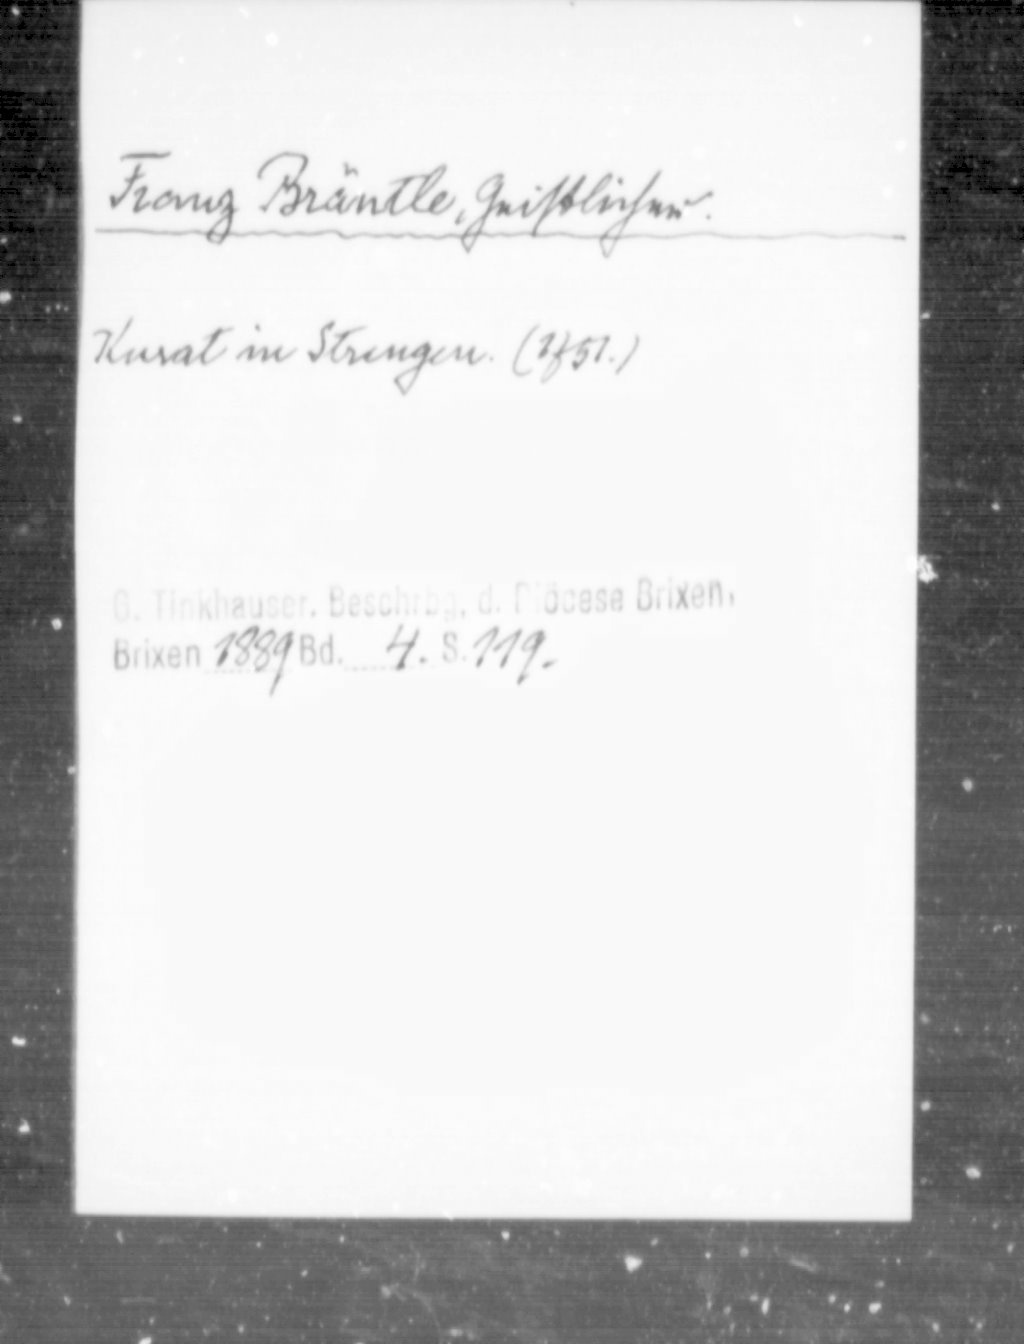 Franz Bräntle, Geistlicher.
Kurat in Strengen. (1751.)
G. Tinkhauser. Beschrbg. d. Diöcese Brixen,
Brixen 1889 Bd. 4. S. 119.